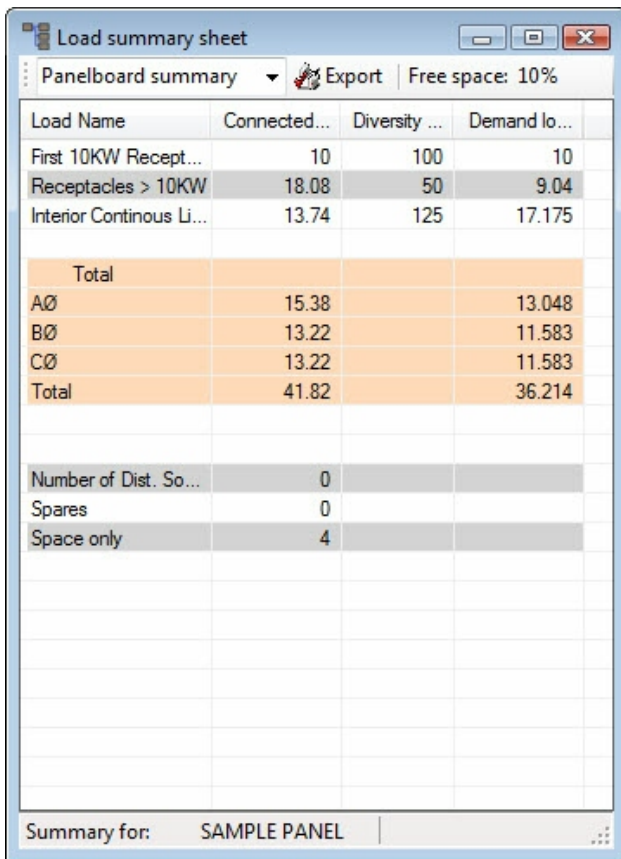 Load summary sheet
Panelboard summary Export Free space: 10%
Load Name Connected... Diversity ... Demand lo...
First 10KW Recept... 10 100 10
Receptacles > 10KW 18.08 50 9.04
Interior Continous Li... 13.74 125 17.175
Total
AØ 15.38 13.048
BØ 13.22 11.583
CØ 13.22 11.583
Total 41.82 36.214
Number of Dist. So... 0
Spares 0
Space only 4
Summary for: SAMPLE PANEL